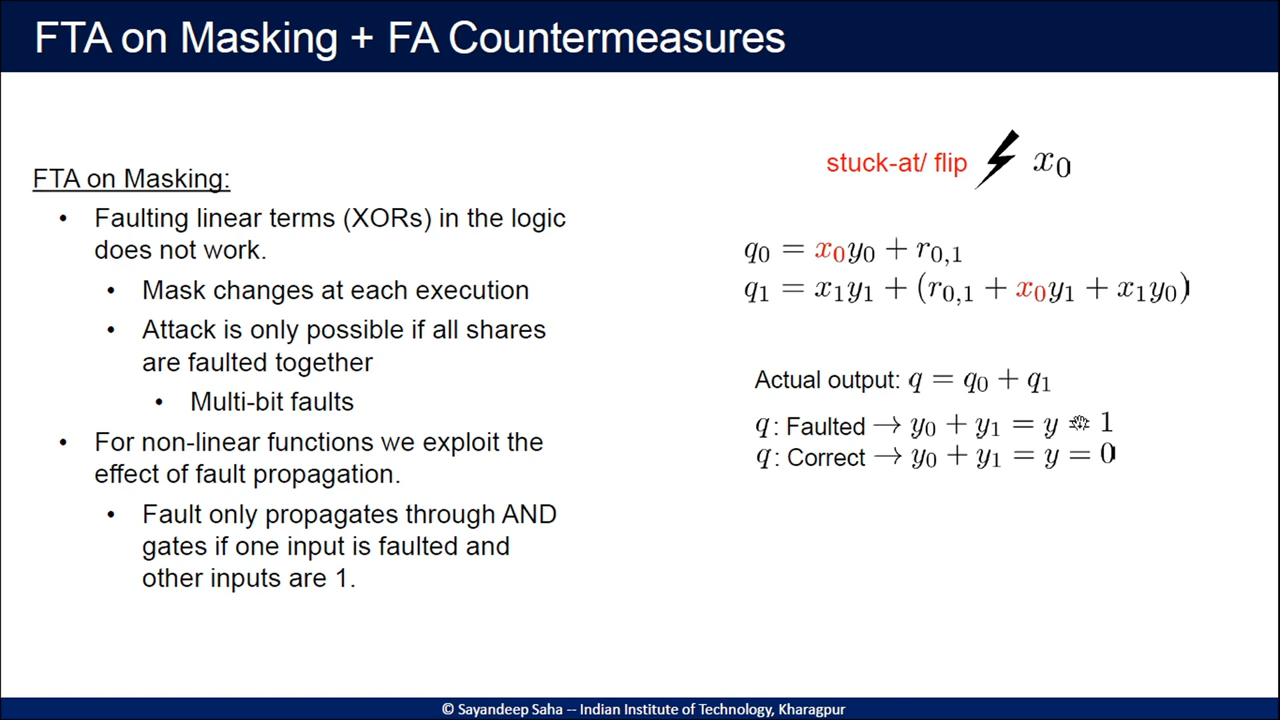 FTA on Masking + FA Countermeasures
FTA on Masking:
• Faulting linear terms (XORs) in the logic
does not work.
• Mask changes at each execution
• Attack is only possible if all shares
are faulted together
• Multi-bit faults
• For non-linear functions we exploit the
effect of fault propagation.
• Fault only propagates through AND
gates if one input is faulted and
other inputs are 1.
stuck-at/ flip x₀
q₀ = x₀y₀ + r₀,₁
q₁ = x₁y₁ + (r₀,₁ + x₀y₁ + x₁y₀)
Actual output: q = q₀ + q₁
q: Faulted → y₀ + y₁ = y 1
q: Correct → y₀ + y₁ = y = 0
© Sayandeep Saha -- Indian Institute of Technology, Kharagpur